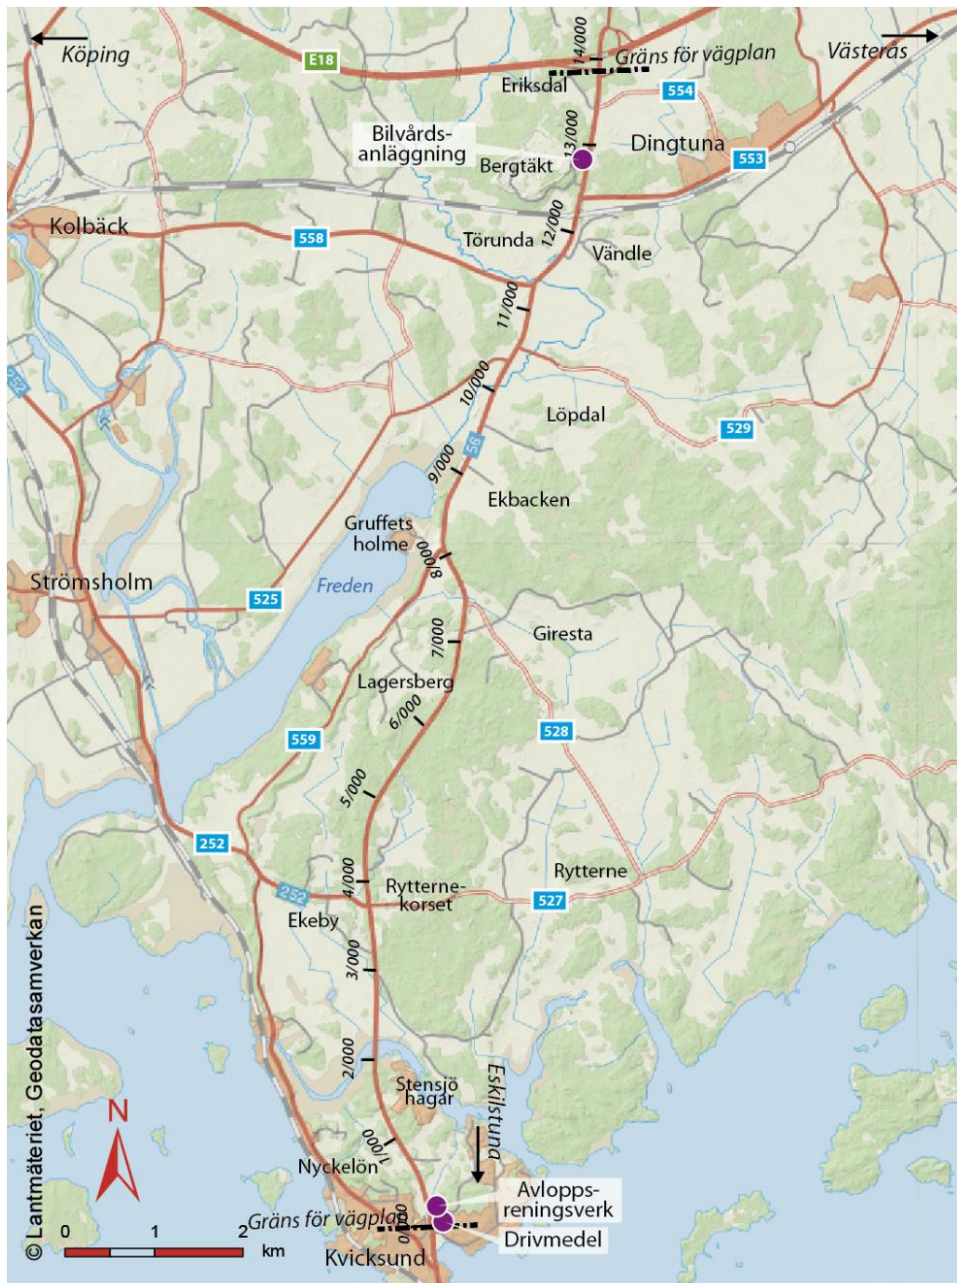 Köping
E18
14/000
Gräns för vägplan
Västerås
Eriksdal
554
Bilvårds-
anläggning
13/000
Dingtuna
553
Bergtäkt
Kolbäck
558
Törunda
12/000
Vändle
11/000
252
10/000
Löpdal
529
56
9/000
Ekbacken
Gruffets
holme
8/000
Strömsholm
Freden
525
Giresta
7/000
Lagersberg
6/000
559
528
5/000
252
4/000
Rytterne-
korset
Rytterne
252
527
Ekeby
3/000
2/000
Stensjö
hagar
Eskilstuna
1/000
N
Nyckelön
Avlopps-
reningsverk
Gräns för vägplan
Drivmedel
Kvicksund
0 1 2
km
© Lantmäteriet, Geodatasamverkan